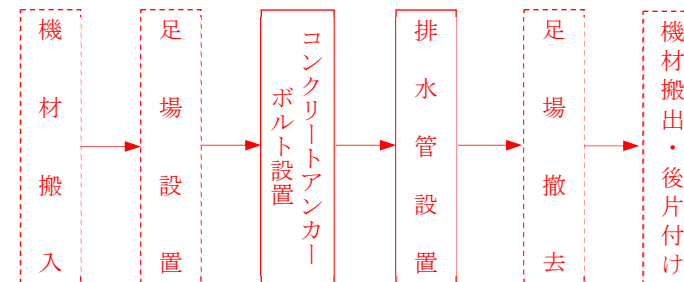 機材搬入
足場設置
コンクリートアンカー
ボルト設置
排水管設置
足場撤去
機材搬出・後片付け